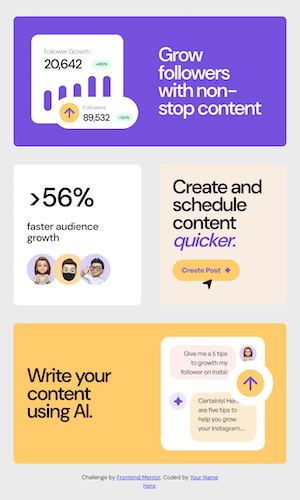 Follower Growth
20,642
+66%
Followers
89,532
Grow
followers
with non-
stop content
>56%
faster audience
growth
Create and
schedule
content
quicker.
Create Post
Write your
content
using AI.
Give me a 5 tips
to growth my
follower on Insta!
Certainly! Here
are five tips to
help you grow
your Instagram...
Challenge by Frontend Mentor. Coded by Your Name
Here.